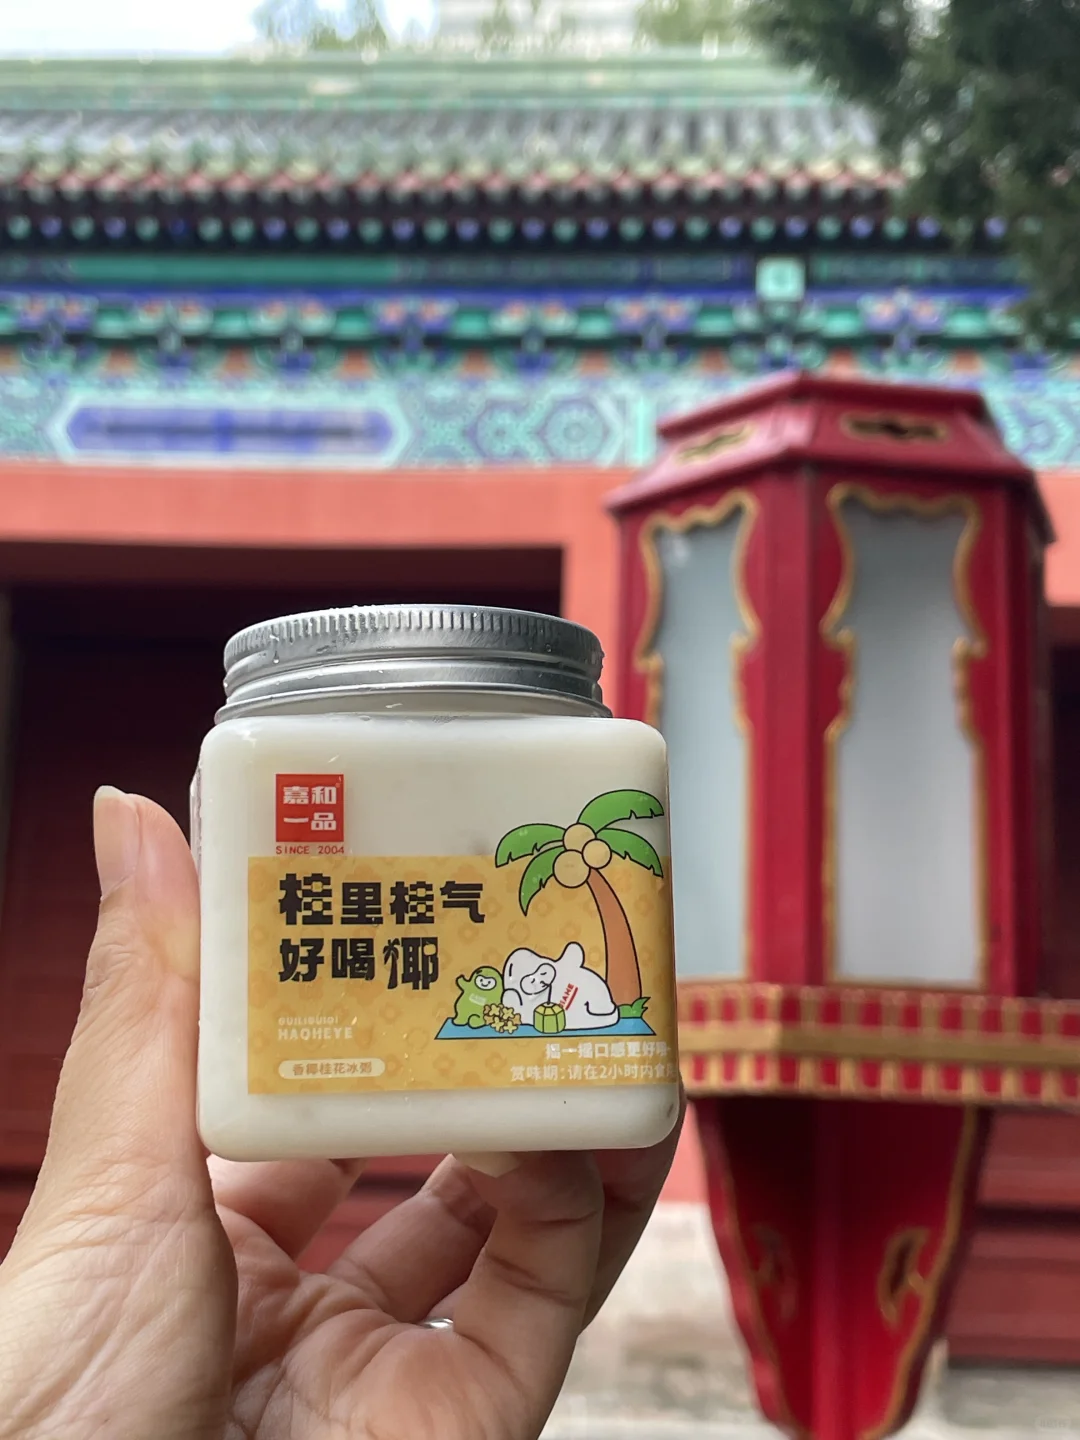 嘉和
一品
SINCE 2004
桂里桂气
好喝椰
GUILIGUIQI
HAOHEYE
香椰桂花冰粥
JIAHE
摇一摇口感更好哦
赏味期:请在2小时内食